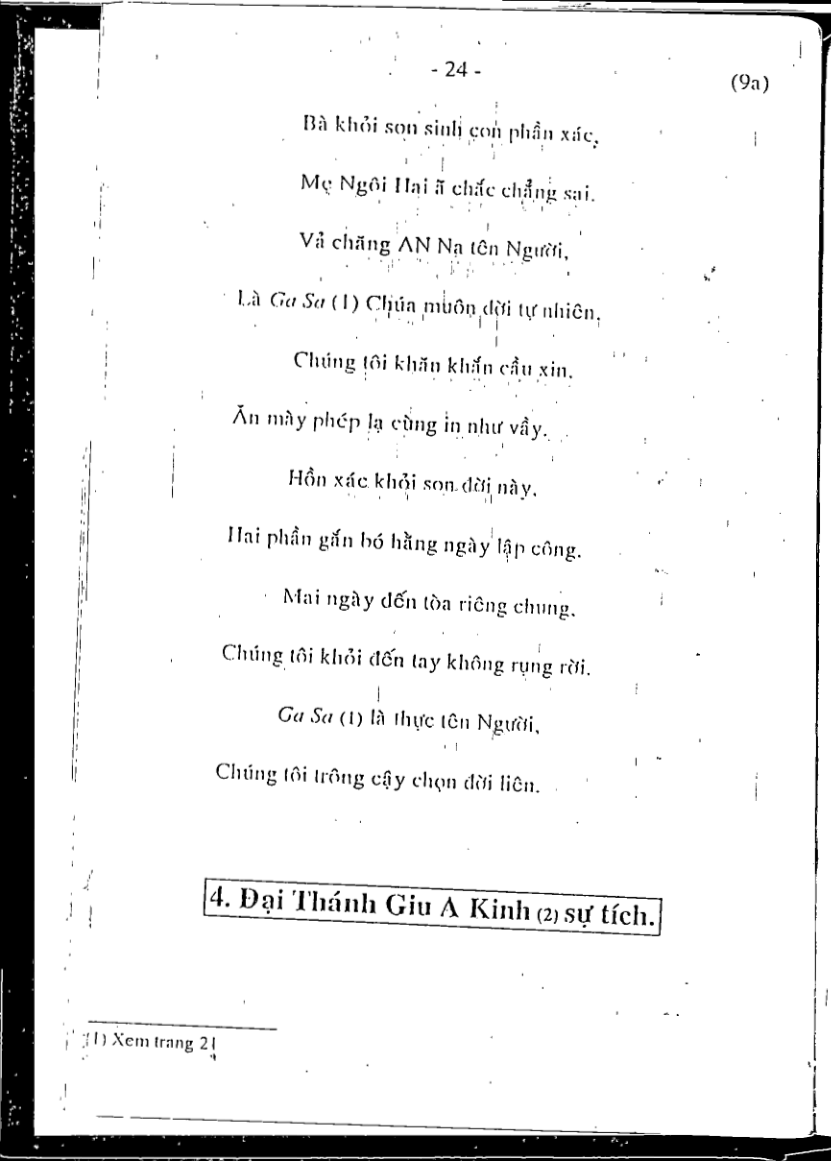 - 24 -
(9a)
Bà khỏi son sinh con phần xác,
Mẹ Ngôi Hai ã chắc chẳng sai.
Vả chăng AN Na tên Người,
Là Ga Sa (1) Chúa muôn đời tự nhiên,
Chúng tôi khăn khắn cầu xin.
Ăn mày phép lạ cùng in như vầy.
Hồn xác khỏi son đời này,
Hai phần gắn bó hằng ngày lập công.
Mai ngày đến tòa riêng chung,
Chúng tôi khỏi đến tay không rụng rời.
Ga Sa (1) là thực tên Người,
Chúng tôi trông cậy chọn đời liên.
4. Đại Thánh Giu A Kinh (2) sự tích.
(1) Xem trang 21